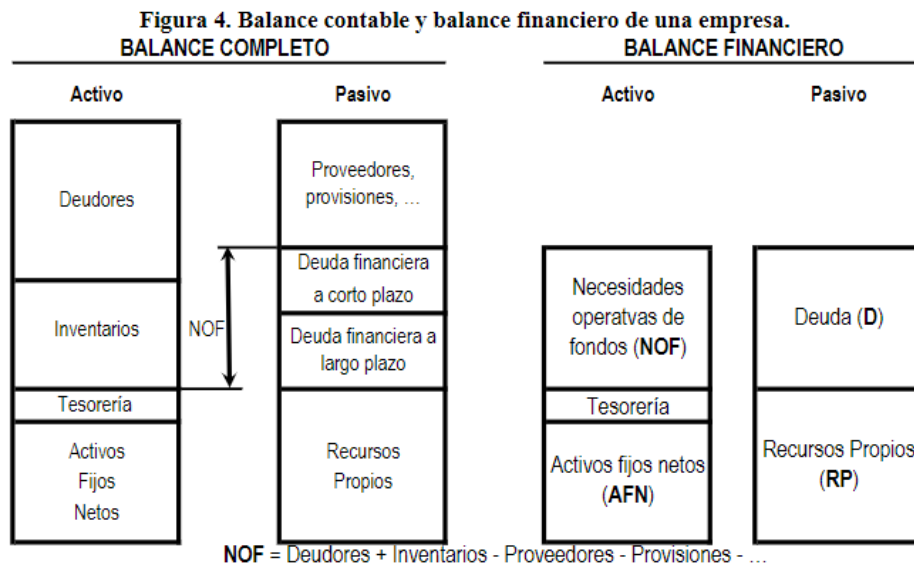 Figura 4. Balance contable y balance financiero de una empresa.
BALANCE COMPLETO
BALANCE FINANCIERO
Activo
Pasivo
Activo
Pasivo
Deudores
Inventarios
Tesorería
Activos
Fijos
Netos
NOF
Proveedores,
provisiones, ...
Deuda financiera
a corto plazo
Deuda financiera a
largo plazo
Recursos
Propios
Necesidades
operatvas de
fondos (NOF)
Tesorería
Activos fijos netos
(AFN)
Deuda (D)
Recursos Propios
(RP)
NOF = Deudores + Inventarios - Proveedores - Provisiones - ...